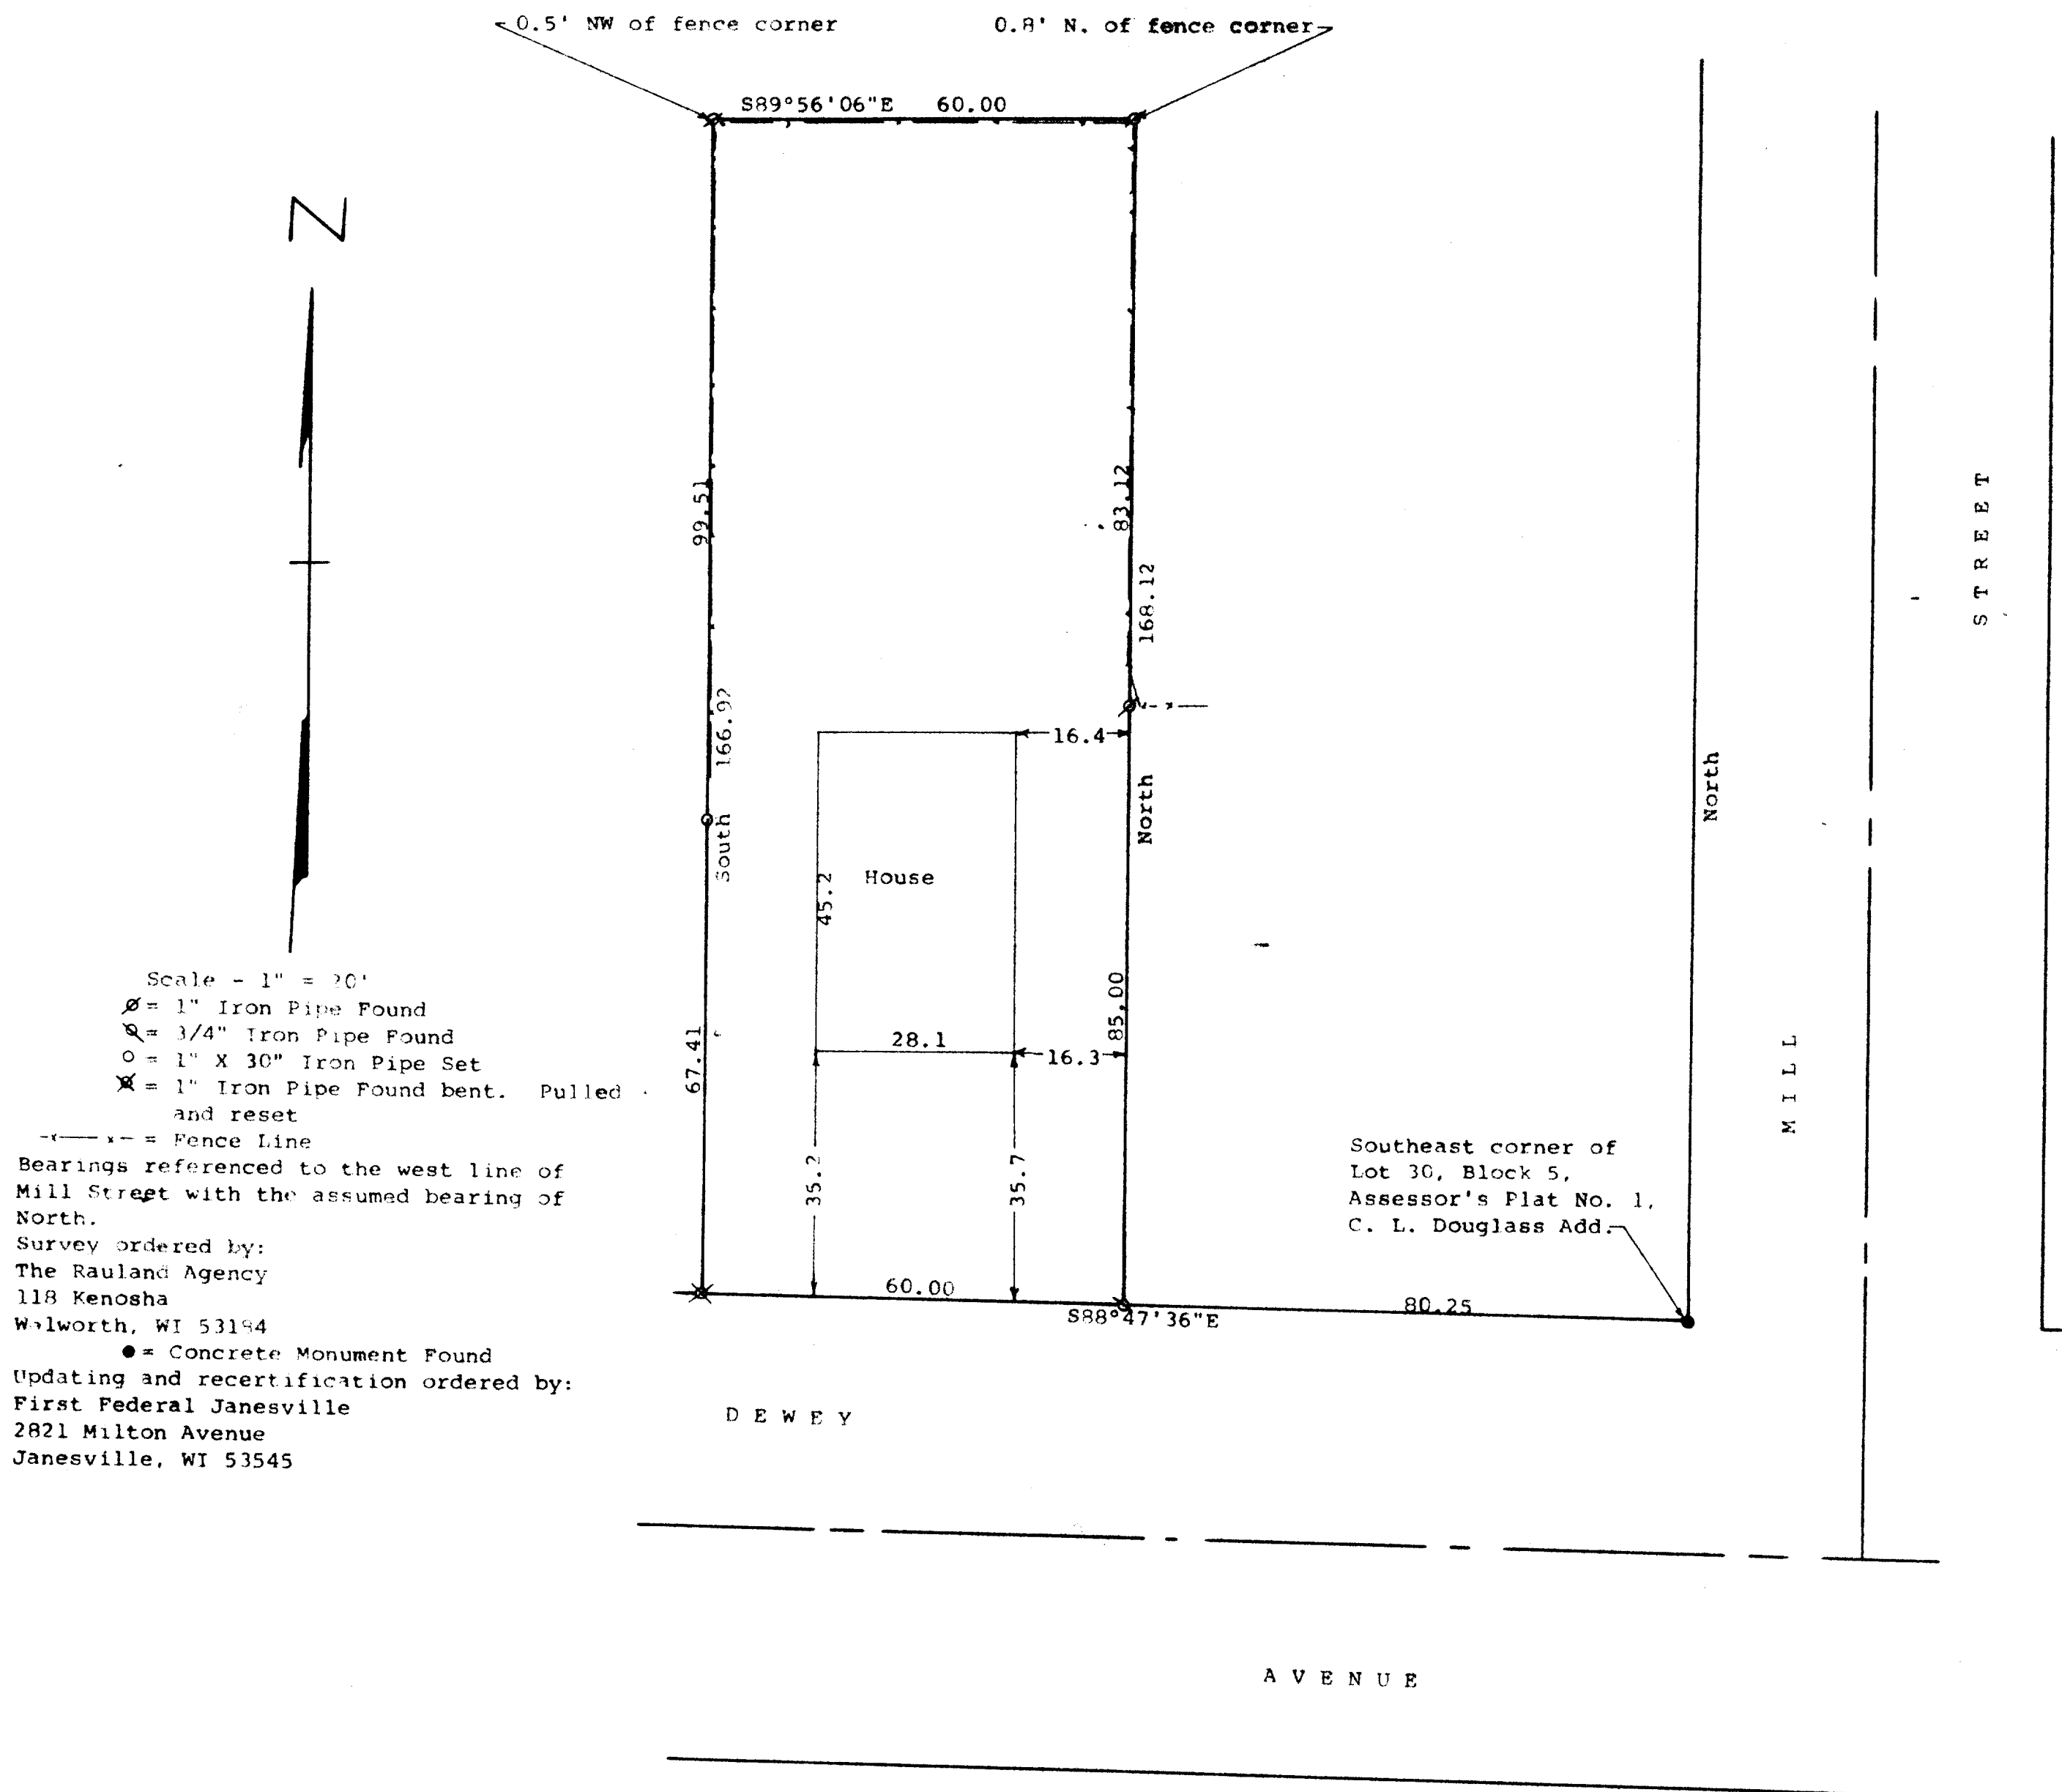 0.5' NW of fence corner
0.8' N. of fence corner
S89°56'06"E 60.00
N
99.51
83.12
168.12
South 166.92
16.4
North
North
45.2
House
28.1
16.3
85.00
67.41
35.2
35.7
60.00
S88°47'36"E
80.25
STREET
MILL
Scale - 1" = 20'
= 1" Iron Pipe Found
= 3/4" Iron Pipe Found
= 1" X 30" Iron Pipe Set
= 1" Iron Pipe Found bent. Pulled
and reset
-x— x - = Fence Line
Bearings referenced to the west line of
Mill Street with the assumed bearing of
North.
Survey ordered by:
The Rauland Agency
118 Kenosha
Walworth, WI 53184
= Concrete Monument Found
Updating and recertification ordered by:
First Federal Janesville
2821 Milton Avenue
Janesville, WI 53545
Southeast corner of
Lot 30, Block 5,
Assessor's Plat No. 1,
C. L. Douglass Add.
DEWEY
AVENUE